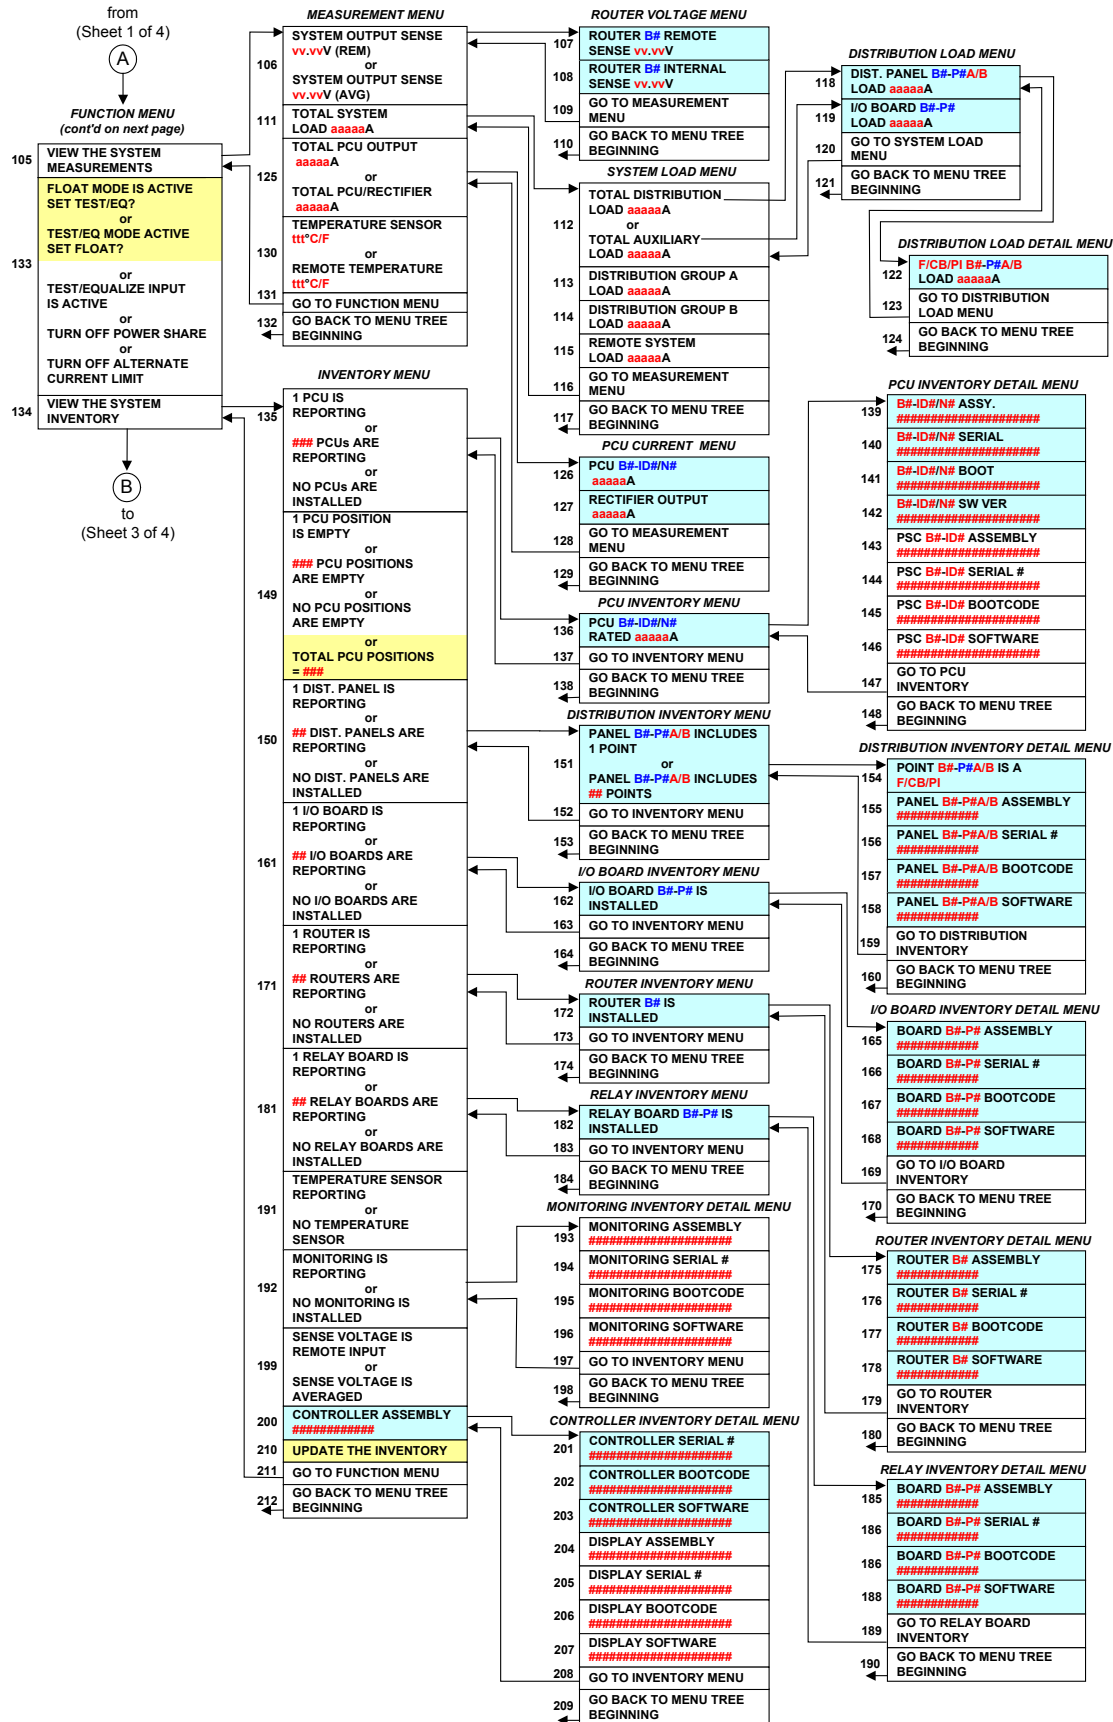 from
(Sheet 1 of 4)
A
FUNCTION MENU
(cont'd on next page)
105
VIEW THE SYSTEM
MEASUREMENTS
133
FLOAT MODE IS ACTIVE
SET TEST/EQ?
or
TEST/EQ MODE ACTIVE
SET FLOAT?
or
TEST/EQUALIZE INPUT
IS ACTIVE
or
TURN OFF POWER SHARE
or
TURN OFF ALTERNATE
CURRENT LIMIT
134
VIEW THE SYSTEM
INVENTORY
B
to
(Sheet 3 of 4)
MEASUREMENT MENU
106
SYSTEM OUTPUT SENSE
vv.vvV (REM)
or
SYSTEM OUTPUT SENSE
vv.vvV (AVG)
111
TOTAL SYSTEM
LOAD aaaaaA
125
TOTAL PCU OUTPUT
aaaaaA
or
TOTAL PCU/RECTIFIER
aaaaaA
130
TEMPERATURE SENSOR
ttt°C/F
or
REMOTE TEMPERATURE
ttt°C/F
131
GO TO FUNCTION MENU
132
GO BACK TO MENU TREE
BEGINNING
INVENTORY MENU
135
1 PCU IS
REPORTING
or
### PCUs ARE
REPORTING
or
NO PCUs ARE
INSTALLED
149
1 PCU POSITION
IS EMPTY
or
### PCU POSITIONS
ARE EMPTY
or
NO PCU POSITIONS
ARE EMPTY
or
TOTAL PCU POSITIONS
= ###
150
1 DIST. PANEL IS
REPORTING
or
## DIST. PANELS ARE
REPORTING
or
NO DIST. PANELS ARE
INSTALLED
161
1 I/O BOARD IS
REPORTING
or
## I/O BOARDS ARE
REPORTING
or
NO I/O BOARDS ARE
INSTALLED
171
1 ROUTER IS
REPORTING
or
## ROUTERS ARE
REPORTING
or
NO ROUTERS ARE
INSTALLED
181
1 RELAY BOARD IS
REPORTING
or
## RELAY BOARDS ARE
REPORTING
or
NO RELAY BOARDS ARE
INSTALLED
191
TEMPERATURE SENSOR
REPORTING
or
NO TEMPERATURE
SENSOR
192
MONITORING IS
REPORTING
or
NO MONITORING IS
INSTALLED
199
SENSE VOLTAGE IS
REMOTE INPUT
or
SENSE VOLTAGE IS
AVERAGED
200
CONTROLLER ASSEMBLY
############
210
UPDATE THE INVENTORY
211
GO TO FUNCTION MENU
212
GO BACK TO MENU TREE
BEGINNING
ROUTER VOLTAGE MENU
107
ROUTER B# REMOTE
SENSE vv.vvV
108
ROUTER B# INTERNAL
SENSE vv.vvV
109
GO TO MEASUREMENT
MENU
110
GO BACK TO MENU TREE
BEGINNING
SYSTEM LOAD MENU
112
TOTAL DISTRIBUTION
LOAD aaaaaA
or
TOTAL AUXILIARY
LOAD aaaaaA
113
DISTRIBUTION GROUP A
LOAD aaaaaA
114
DISTRIBUTION GROUP B
LOAD aaaaaA
115
REMOTE SYSTEM
LOAD aaaaaA
116
GO TO MEASUREMENT
MENU
117
GO BACK TO MENU TREE
BEGINNING
PCU CURRENT MENU
126
PCU B#-ID#/N#
aaaaaA
127
RECTIFIER OUTPUT
aaaaaA
128
GO TO MEASUREMENT
MENU
129
GO BACK TO MENU TREE
BEGINNING
PCU INVENTORY MENU
136
PCU B#-ID#/N#
RATED aaaaaA
137
GO TO INVENTORY MENU
138
GO BACK TO MENU TREE
BEGINNING
DISTRIBUTION INVENTORY MENU
151
PANEL B#-P#A/B INCLUDES
1 POINT
or
PANEL B#-P#A/B INCLUDES
## POINTS
152
GO TO INVENTORY MENU
153
GO BACK TO MENU TREE
BEGINNING
I/O BOARD INVENTORY MENU
162
I/O BOARD B#-P# IS
INSTALLED
163
GO TO INVENTORY MENU
164
GO BACK TO MENU TREE
BEGINNING
ROUTER INVENTORY MENU
172
ROUTER B# IS
INSTALLED
173
GO TO INVENTORY MENU
174
GO BACK TO MENU TREE
BEGINNING
RELAY INVENTORY MENU
182
RELAY BOARD B#-P# IS
INSTALLED
183
GO TO INVENTORY MENU
184
GO BACK TO MENU TREE
BEGINNING
MONITORING INVENTORY DETAIL MENU
193
MONITORING ASSEMBLY
#####################
194
MONITORING SERIAL #
#####################
195
MONITORING BOOTCODE
#####################
196
MONITORING SOFTWARE
#####################
197
GO TO INVENTORY MENU
198
GO BACK TO MENU TREE
BEGINNING
CONTROLLER INVENTORY DETAIL MENU
201
CONTROLLER SERIAL #
#####################
202
CONTROLLER BOOTCODE
#####################
203
CONTROLLER SOFTWARE
#####################
204
DISPLAY ASSEMBLY
#####################
205
DISPLAY SERIAL #
#####################
206
DISPLAY BOOTCODE
#####################
207
DISPLAY SOFTWARE
#####################
208
GO TO INVENTORY MENU
209
GO BACK TO MENU TREE
BEGINNING
DISTRIBUTION LOAD MENU
118
DIST. PANEL B#-P#A/B
LOAD aaaaaA
119
I/O BOARD B#-P#
LOAD aaaaaA
120
GO TO SYSTEM LOAD
MENU
121
GO BACK TO MENU TREE
BEGINNING
DISTRIBUTION LOAD DETAIL MENU
122
F/CB/PI B#-P#A/B
LOAD aaaaaA
123
GO TO DISTRIBUTION
LOAD MENU
124
GO BACK TO MENU TREE
BEGINNING
PCU INVENTORY DETAIL MENU
139
B#-ID#/N# ASSY.
#####################
140
B#-ID#/N# SERIAL
#####################
141
B#-ID#/N# BOOT
#####################
142
B#-ID#/N# SW VER
#####################
143
PSC B#-ID# ASSEMBLY
#####################
144
PSC B#-ID# SERIAL #
#####################
145
PSC B#-ID# BOOTCODE
#####################
146
PSC B#-ID# SOFTWARE
#####################
147
GO TO PCU
INVENTORY
148
GO BACK TO MENU TREE
BEGINNING
DISTRIBUTION INVENTORY DETAIL MENU
154
POINT B#-P#A/B IS A
F/CB/PI
155
PANEL B#-P#A/B ASSEMBLY
############
156
PANEL B#-P#A/B SERIAL #
############
157
PANEL B#-P#A/B BOOTCODE
############
158
PANEL B#-P#A/B SOFTWARE
############
159
GO TO DISTRIBUTION
INVENTORY
160
GO BACK TO MENU TREE
BEGINNING
I/O BOARD INVENTORY DETAIL MENU
165
BOARD B#-P# ASSEMBLY
############
166
BOARD B#-P# SERIAL #
############
167
BOARD B#-P# BOOTCODE
############
168
BOARD B#-P# SOFTWARE
############
169
GO TO I/O BOARD
INVENTORY
170
GO BACK TO MENU TREE
BEGINNING
ROUTER INVENTORY DETAIL MENU
175
ROUTER B# ASSEMBLY
############
176
ROUTER B# SERIAL #
############
177
ROUTER B# BOOTCODE
############
178
ROUTER B# SOFTWARE
############
179
GO TO ROUTER
INVENTORY
180
GO BACK TO MENU TREE
BEGINNING
RELAY INVENTORY DETAIL MENU
185
BOARD B#-P# ASSEMBLY
############
186
BOARD B#-P# SERIAL #
############
186
BOARD B#-P# BOOTCODE
############
188
BOARD B#-P# SOFTWARE
############
189
GO TO RELAY BOARD
INVENTORY
190
GO BACK TO MENU TREE
BEGINNING